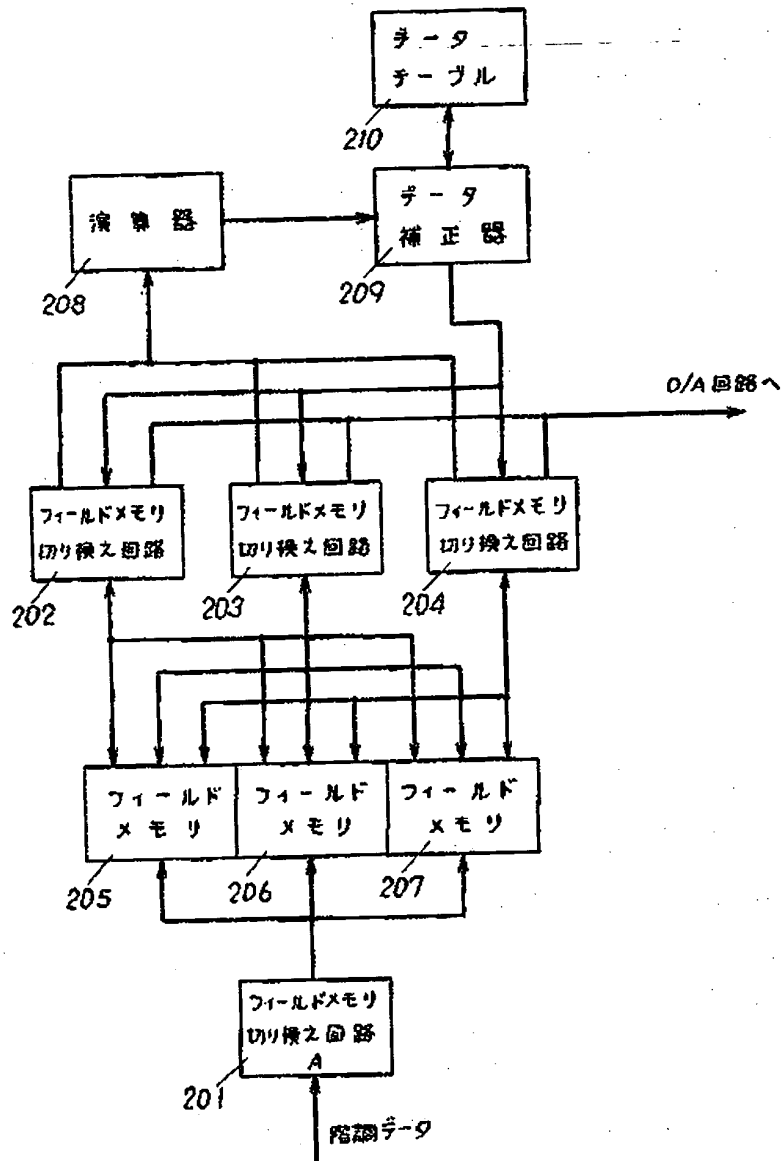 データ
テーブル
210
演算器
208
データ
補正器
209
D/A回路へ
フィールドメモリ
切り換え回路
202
フィールドメモリ
切り換え回路
203
フィールドメモリ
切り換え回路
204
フィールド
メモリ
205
フィールド
メモリ
206
フィールド
メモリ
207
フィールドメモリ
切り換え回路
A
201
階調データ